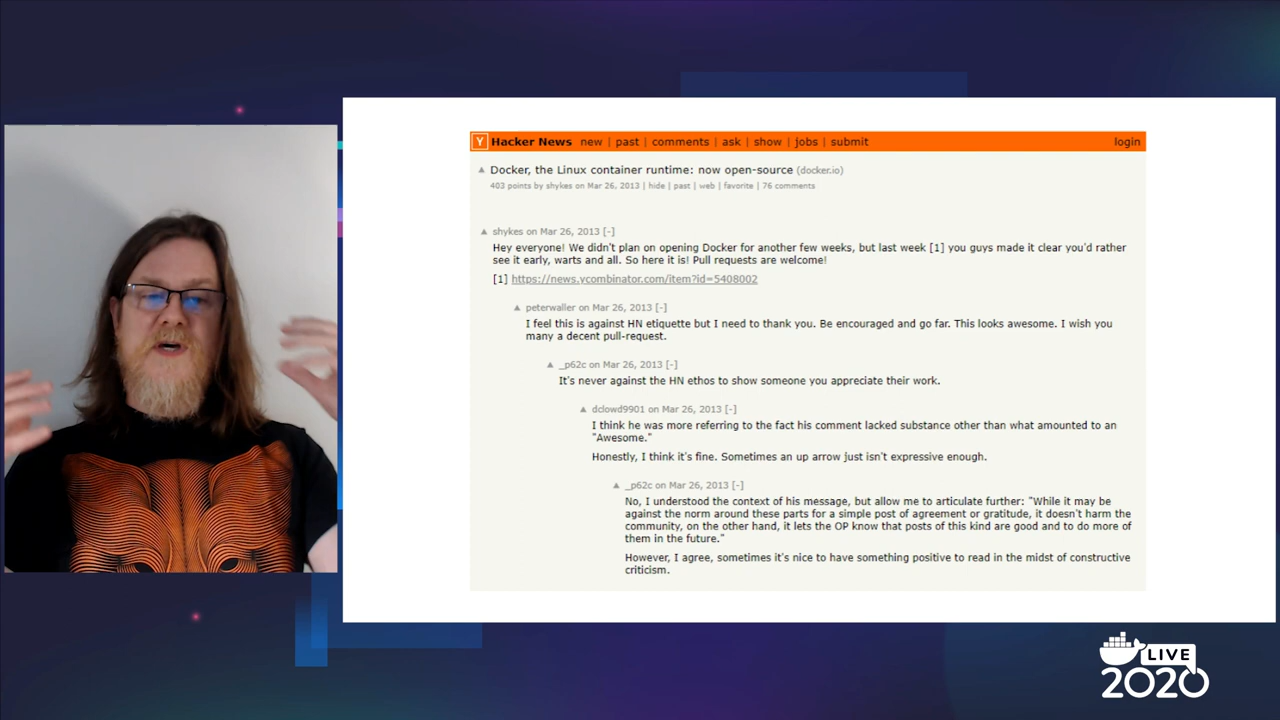 Y Hacker News new | past | comments | ask | show | jobs | submit login
Docker, the Linux container runtime: now open-source (docker.io)
403 points by shykes on Mar 26, 2013 | hide | past | web | favorite | 76 comments
shykes on Mar 26, 2013 [-]
Hey everyone! We didn't plan on opening Docker for another few weeks, but last week [1] you guys made it clear you'd rather
see it early, warts and all. So here it is! Pull requests are welcome!
[1] https://news.ycombinator.com/item?id=5408002
peterwaller on Mar 26, 2013 [-]
I feel this is against HN etiquette but I need to thank you. Be encouraged and go far. This looks awesome. I wish you
many a decent pull-request.
_p62c on Mar 26, 2013 [-]
It's never against the HN ethos to show someone you appreciate their work.
dclowd9901 on Mar 26, 2013 [-]
I think he was more referring to the fact his comment lacked substance other than what amounted to an
"Awesome."
Honestly, I think it's fine. Sometimes an up arrow just isn't expressive enough.
_p62c on Mar 26, 2013 [-]
No, I understood the context of his message, but allow me to articulate further: "While it may be
against the norm around these parts for a simple post of agreement or gratitude, it doesn't harm the
community, on the other hand, it lets the OP know that posts of this kind are good and to do more of
them in the future."
However, I agree, sometimes it's nice to have something positive to read in the midst of constructive
criticism.
LIVE
2020